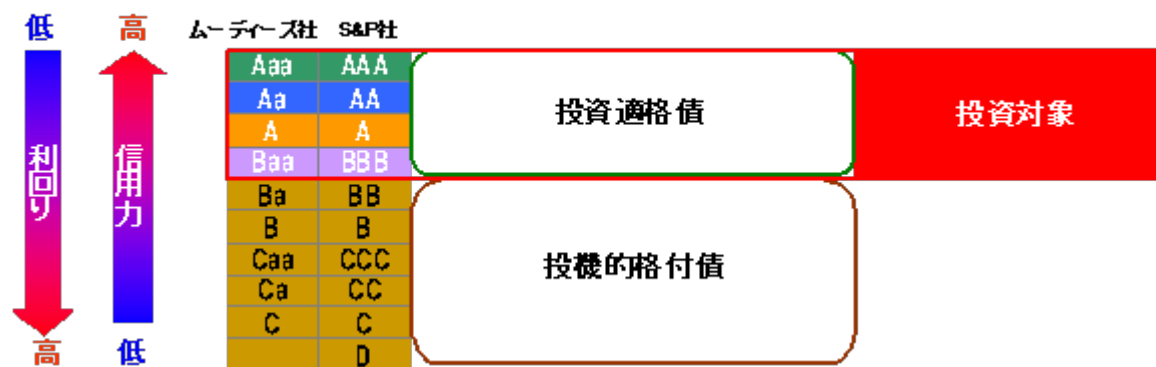 低 高 ムーディーズ社 S&P社
Aaa AAA
Aa AA
投資適格債 投資対象
A A
Baa BBB
利回り 信用力
Ba BB
B B
Caa CCC
投機的格付債
Ca CC
C C
高 低 D